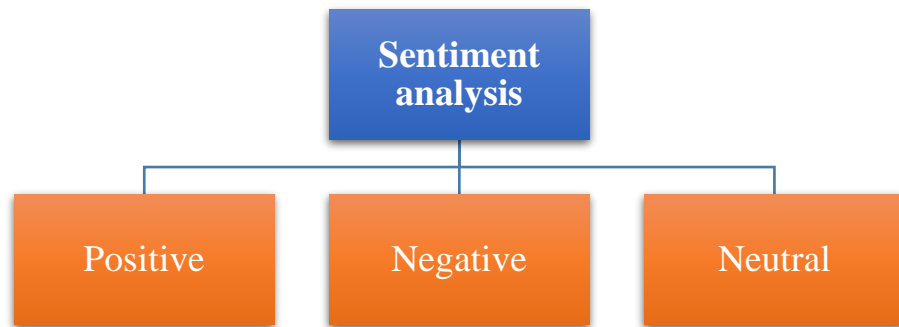 Sentiment
analysis
Positive
Negative
Neutral